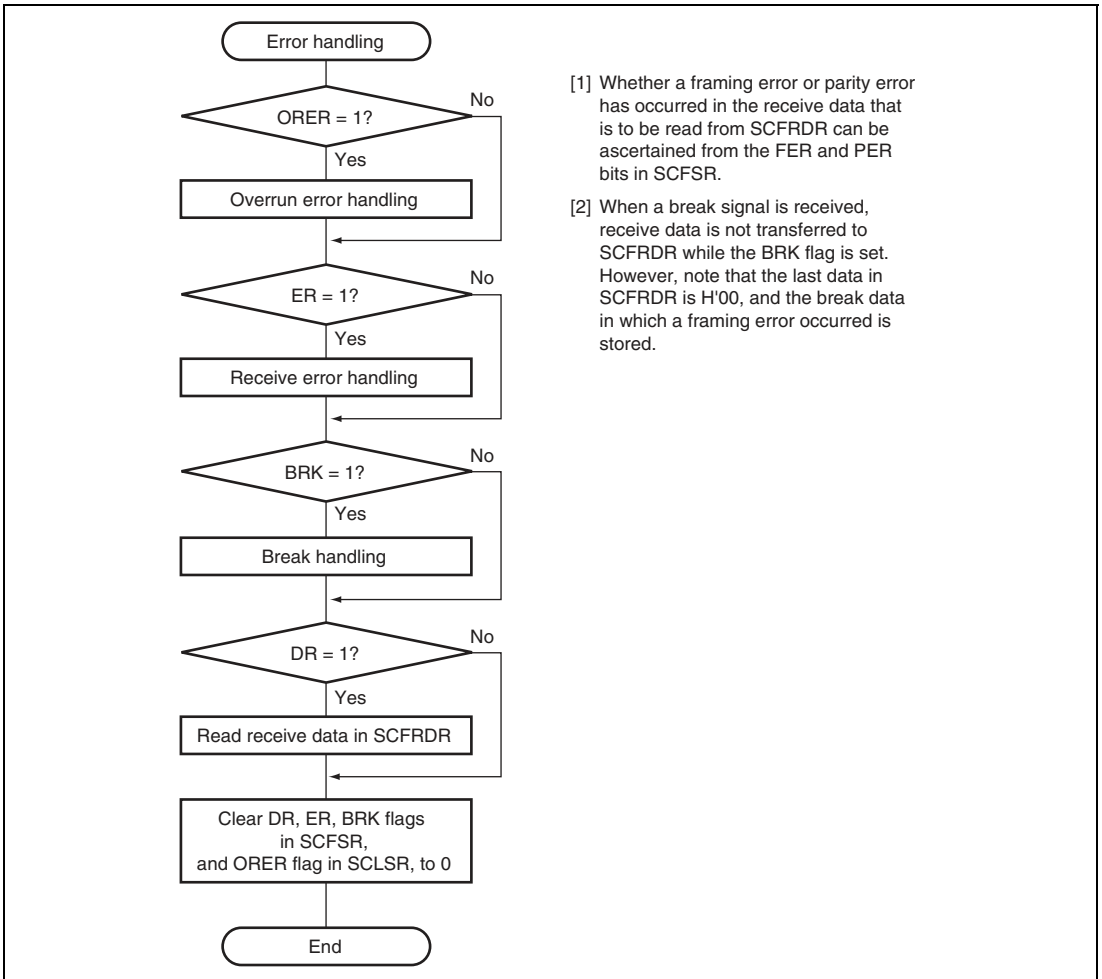 Error handling
ORER = 1?
No
Yes
Overrun error handling
ER = 1?
No
Yes
Receive error handling
BRK = 1?
No
Yes
Break handling
DR = 1?
No
Yes
Read receive data in SCFRDR
Clear DR, ER, BRK flags
in SCFSR,
and ORER flag in SCLSR, to 0
End
[1] Whether a framing error or parity error
has occurred in the receive data that
is to be read from SCFRDR can be
ascertained from the FER and PER
bits in SCFSR.
[2] When a break signal is received,
receive data is not transferred to
SCFRDR while the BRK flag is set.
However, note that the last data in
SCFRDR is H'00, and the break data
in which a framing error occurred is
stored.